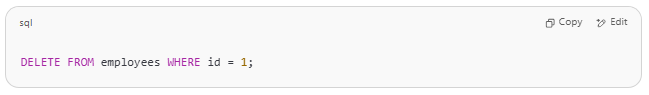 sql Copy Edit
DELETE FROM employees WHERE id = 1;